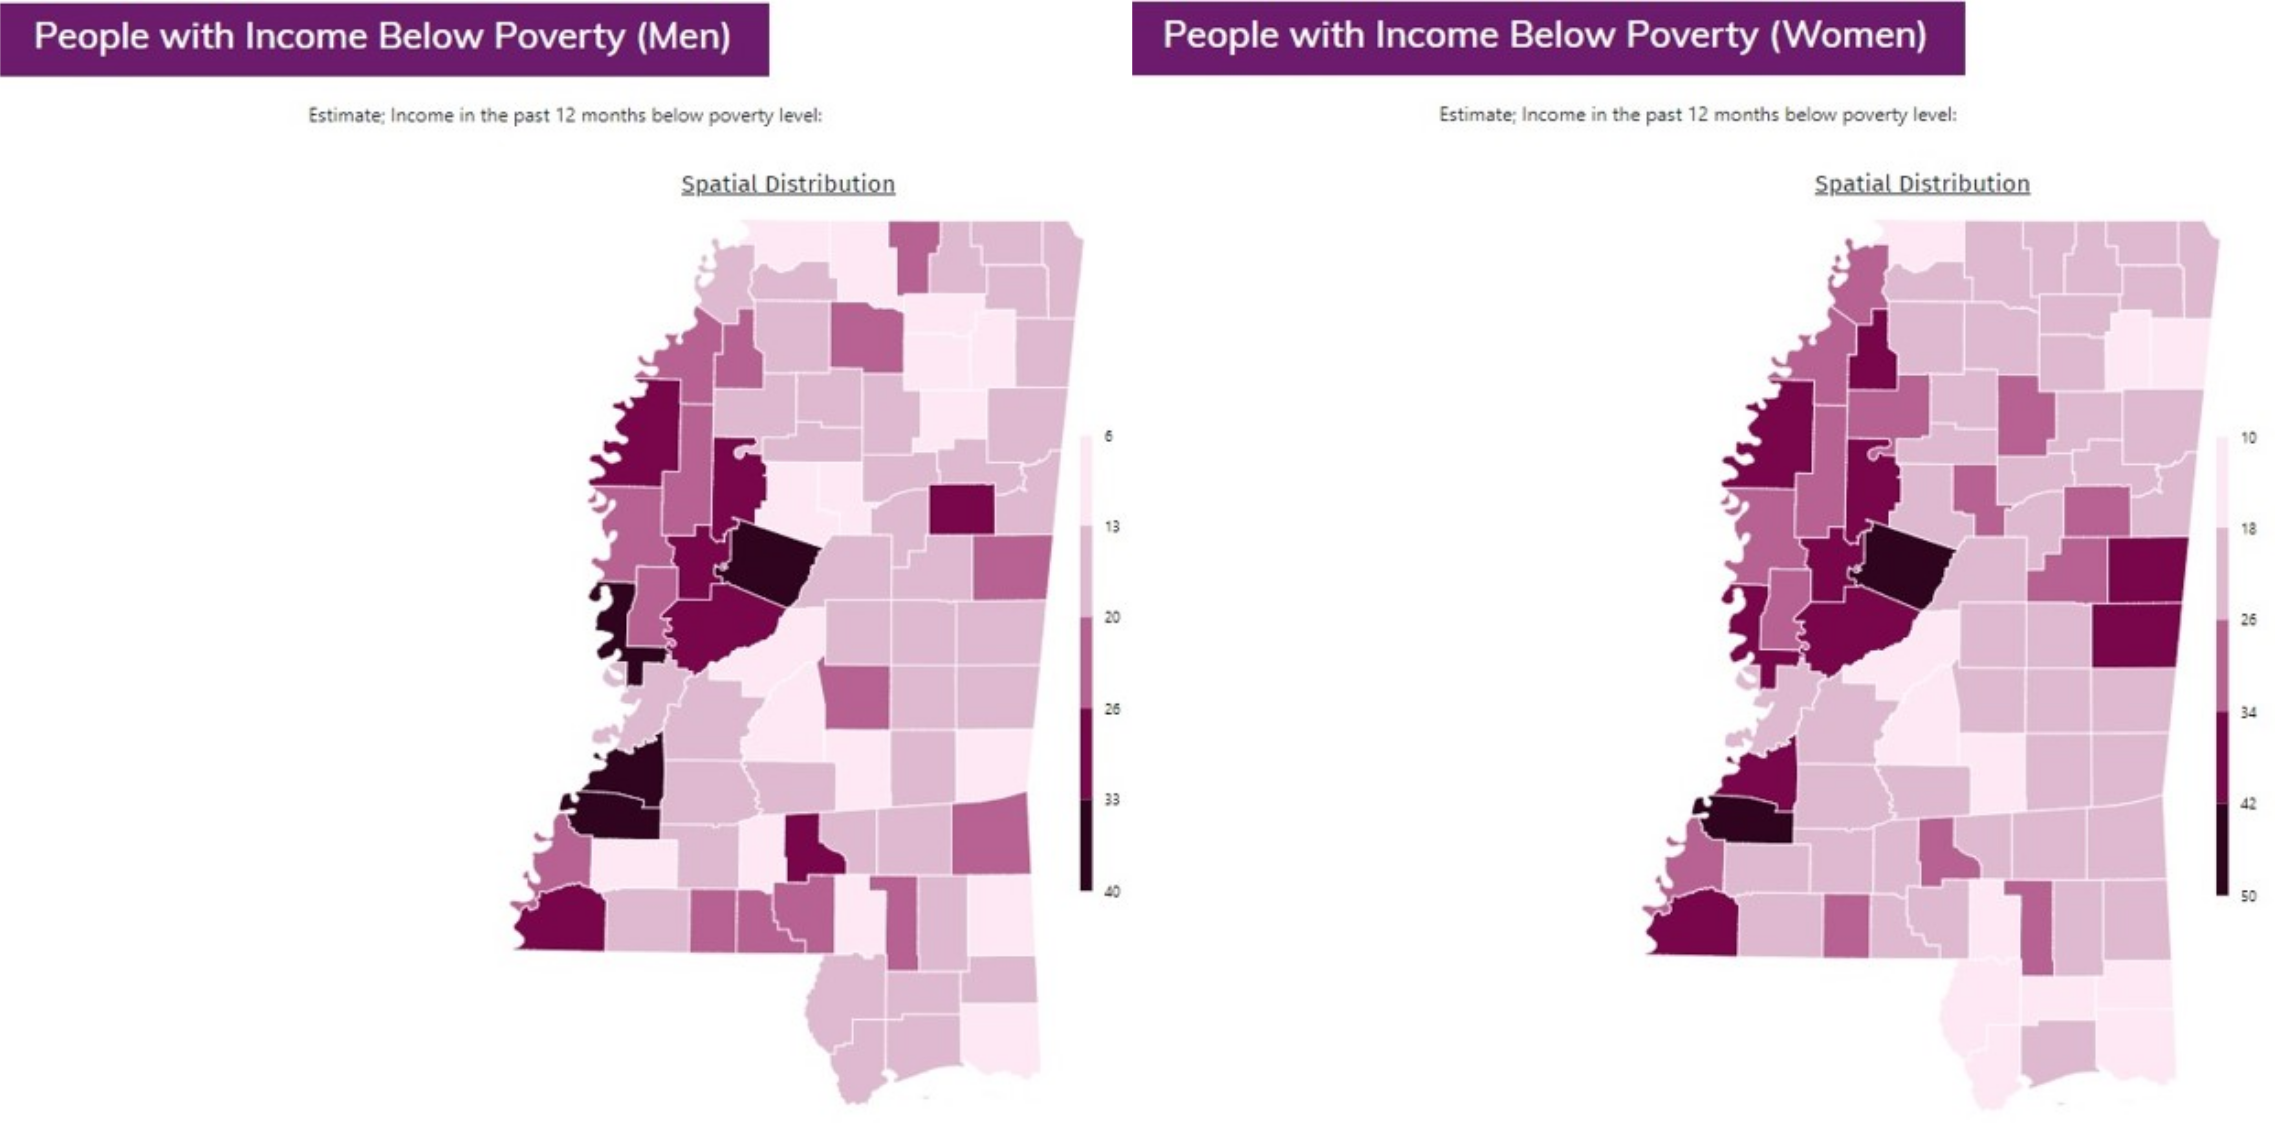 People with Income Below Poverty (Men)
Estimate; Income in the past 12 months below poverty level:
Spatial Distribution
6
13
20
26
33
40
People with Income Below Poverty (Women)
Estimate; Income in the past 12 months below poverty level:
Spatial Distribution
10
18
26
34
42
50